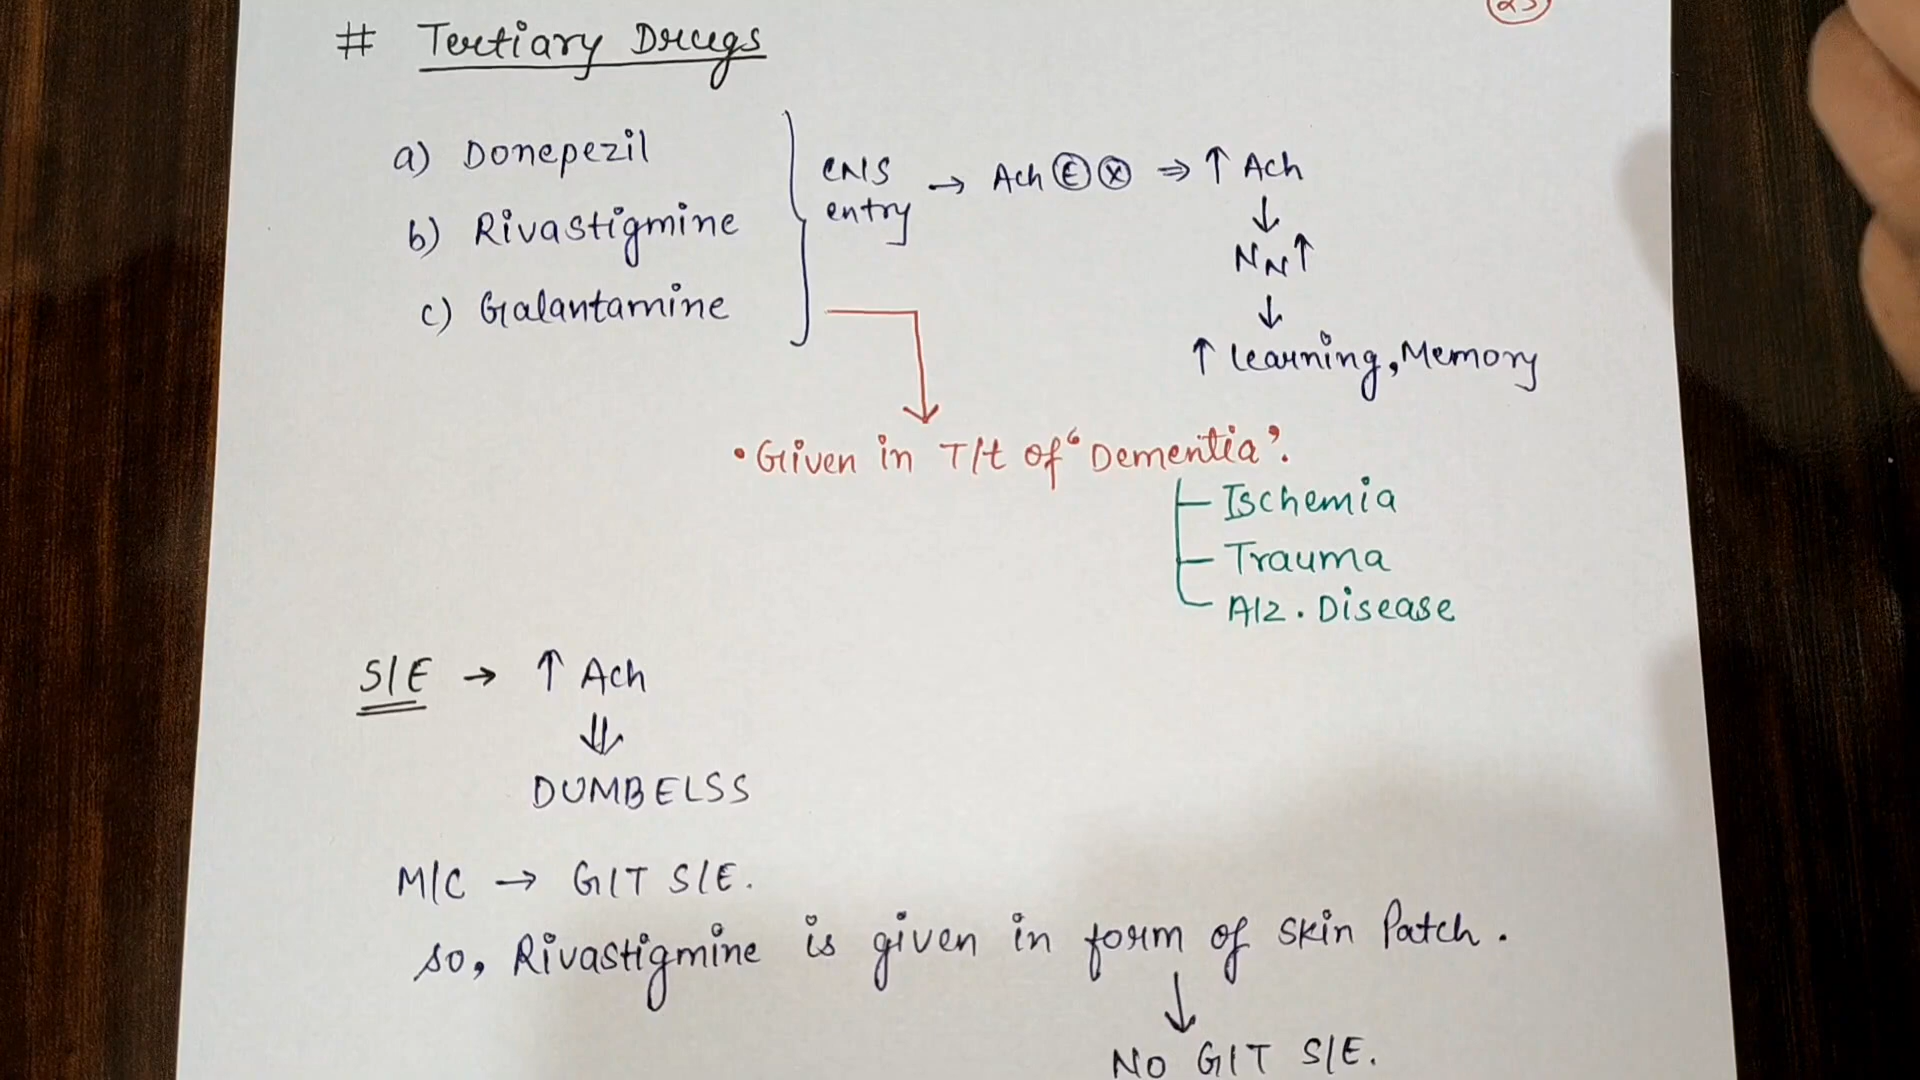 # Tertiary Drugs
a) Donepezil
b) Rivastigmine
c) Galantamine
CNS entry → Ach Ⓔ ⓧ ⇒ ↑ Ach
↓
NN↑
↓
↑ learning, Memory
• Given in T/t of "Dementia".
Ischemia
Trauma
Alz. Disease
S/E → ↑ Ach
⇓
DUMBELSS
M/C → GIT S/E.
so, Rivastigmine is given in form of skin Patch.
↓
NO GIT S/E.